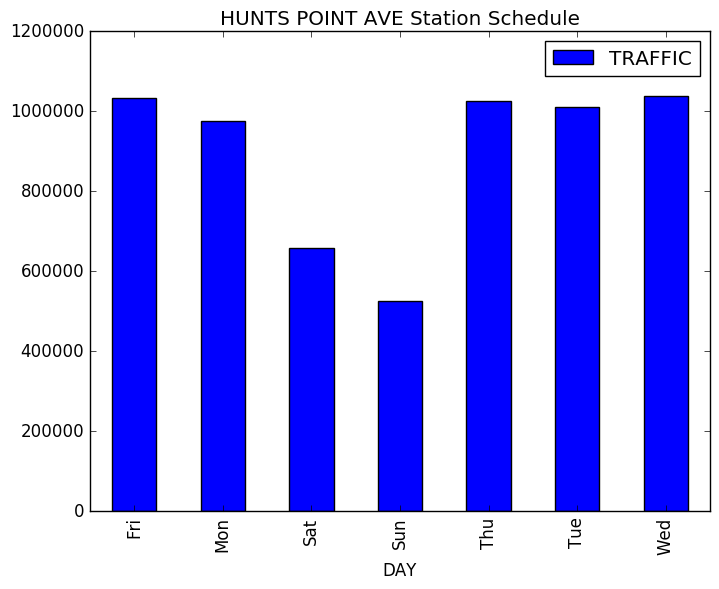 HUNTS POINT AVE Station Schedule
1200000
TRAFFIC
1000000
800000
600000
400000
200000
0
Fri
Mon
Sat
Sun
Thu
Tue
Wed
DAY